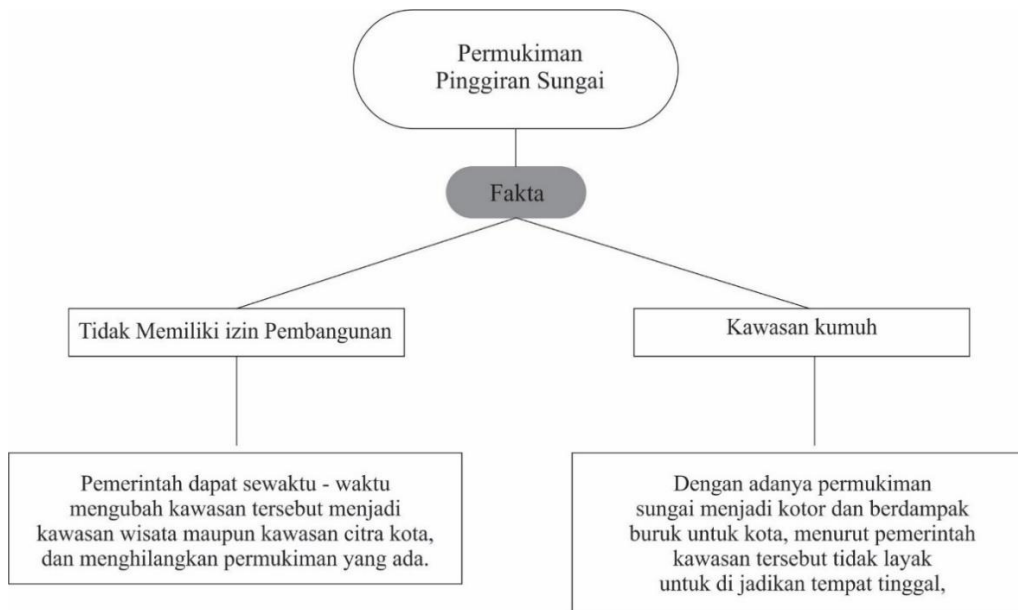 Permukiman
Pinggiran Sungai
Fakta
Tidak Memiliki izin Pembangunan
Kawasan kumuh
Pemerintah dapat sewaktu - waktu
mengubah kawasan tersebut menjadi
kawasan wisata maupun kawasan citra kota,
dan menghilangkan permukiman yang ada.
Dengan adanya permukiman
sungai menjadi kotor dan berdampak
buruk untuk kota, menurut pemerintah
kawasan tersebut tidak layak
untuk di jadikan tempat tinggal,